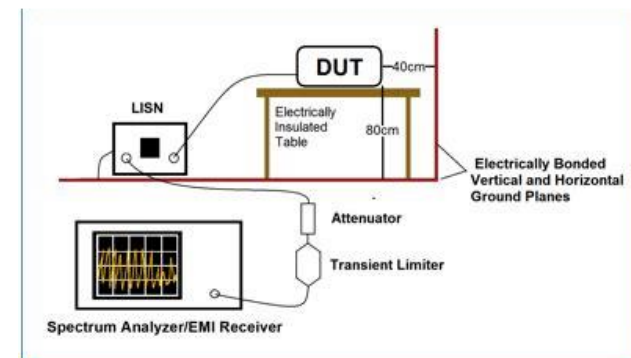 DUT
40cm
LISN
Electrically
Insulated
Table
80cm
Electrically Bonded
Vertical and Horizontal
Ground Planes
Attenuator
Transient Limiter
Spectrum Analyzer/EMI Receiver